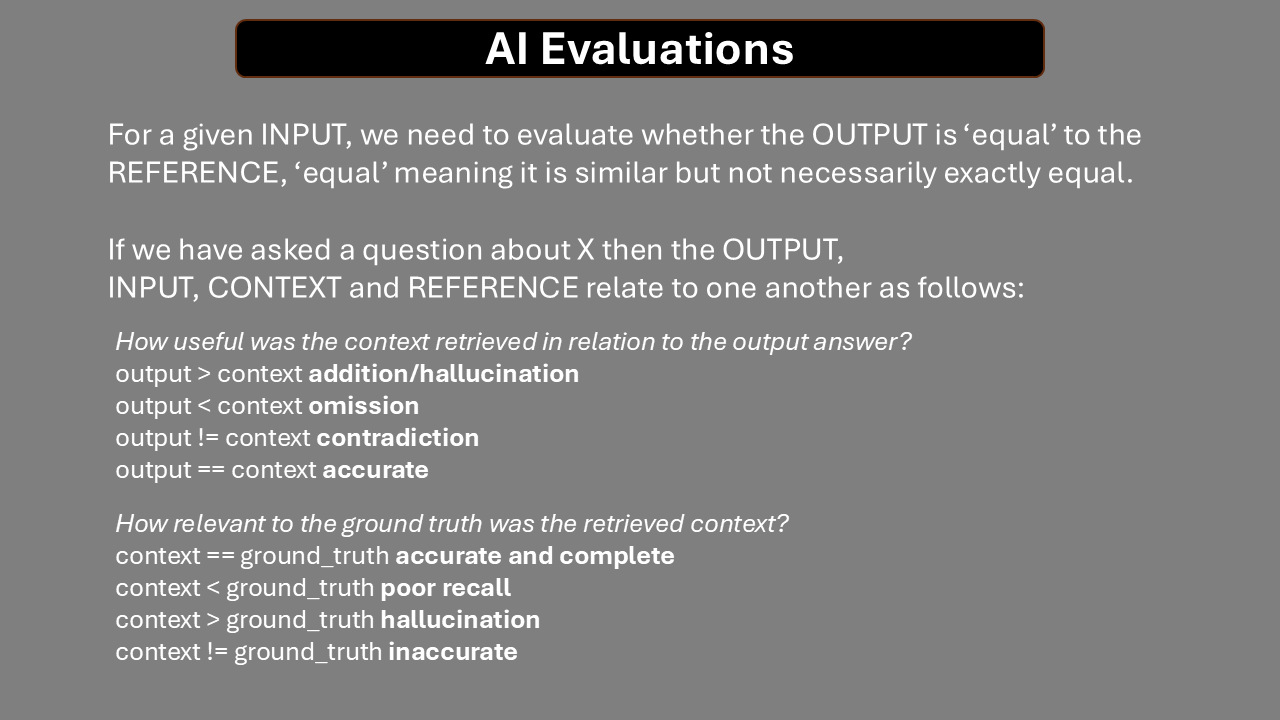 AI Evaluations
For a given INPUT, we need to evaluate whether the OUTPUT is ‘equal’ to the
REFERENCE, ‘equal’ meaning it is similar but not necessarily exactly equal.
If we have asked a question about X then the OUTPUT,
INPUT, CONTEXT and REFERENCE relate to one another as follows:
How useful was the context retrieved in relation to the output answer?
output > context addition/hallucination
output < context omission
output != context contradiction
output == context accurate
How relevant to the ground truth was the retrieved context?
context == ground_truth accurate and complete
context < ground_truth poor recall
context > ground_truth hallucination
context != ground_truth inaccurate